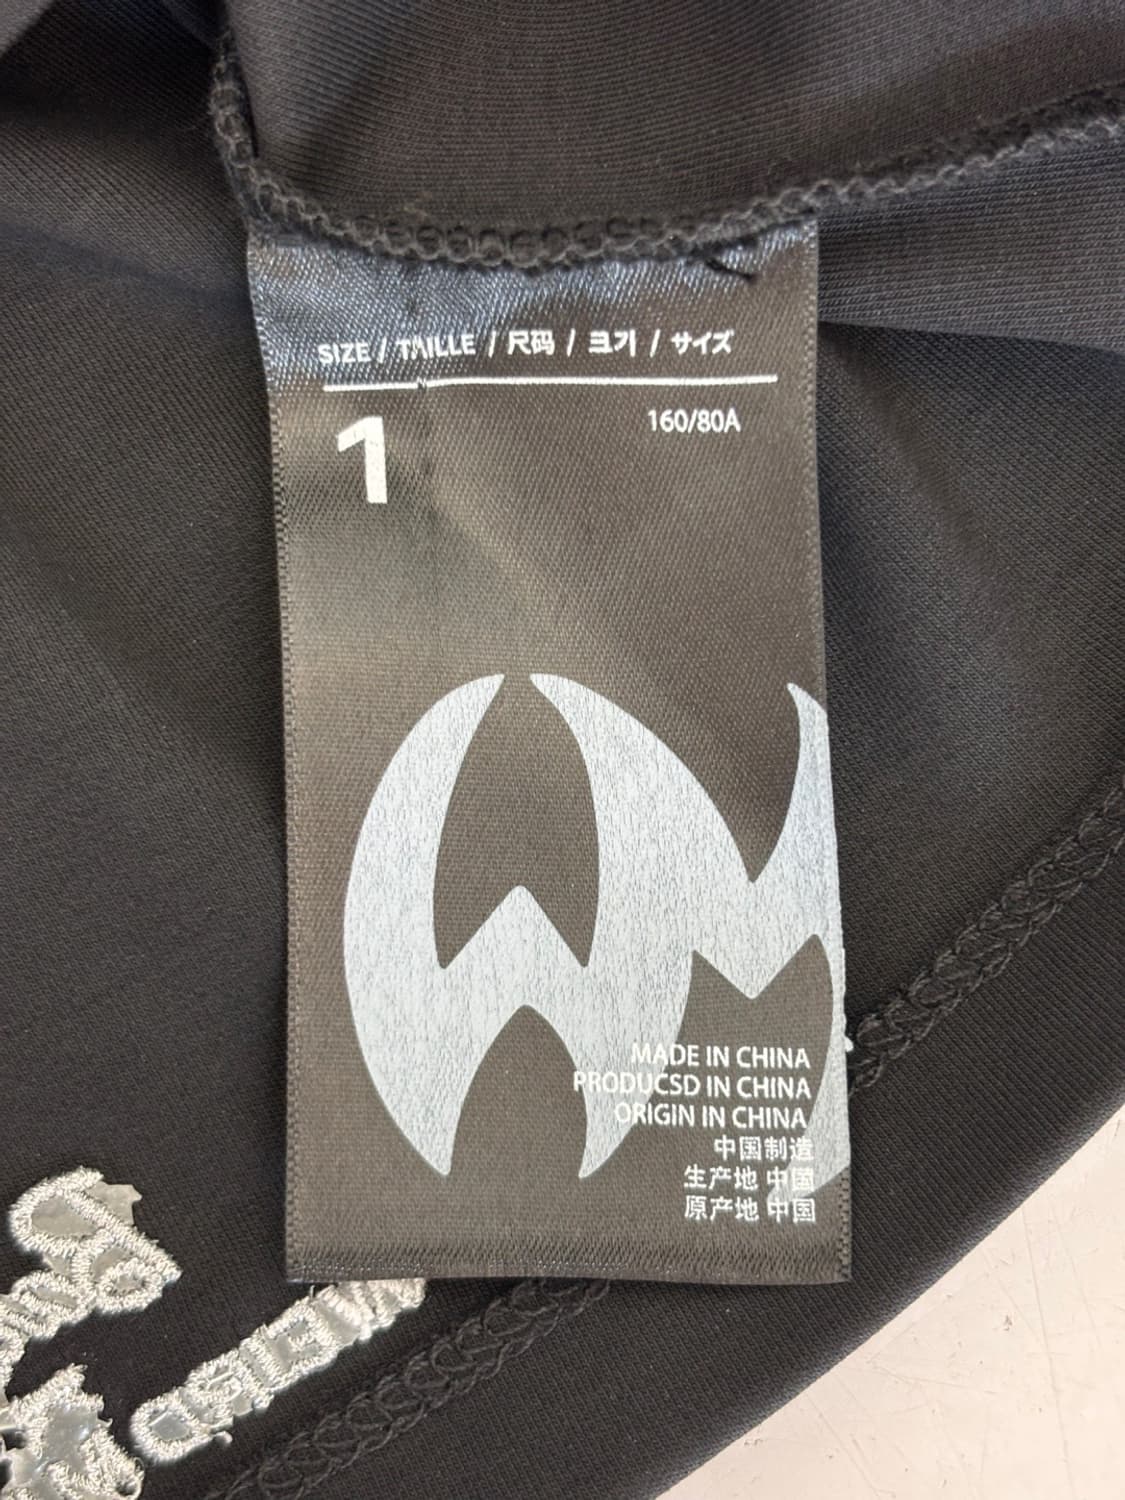 SIZE / TAILLE / 尺码 / 크기 / サイズ
1
160/80A
MADE IN CHINA
PRODUCSD IN CHINA
ORIGIN IN CHINA
中国制造
生产地 中国
原产地 中国